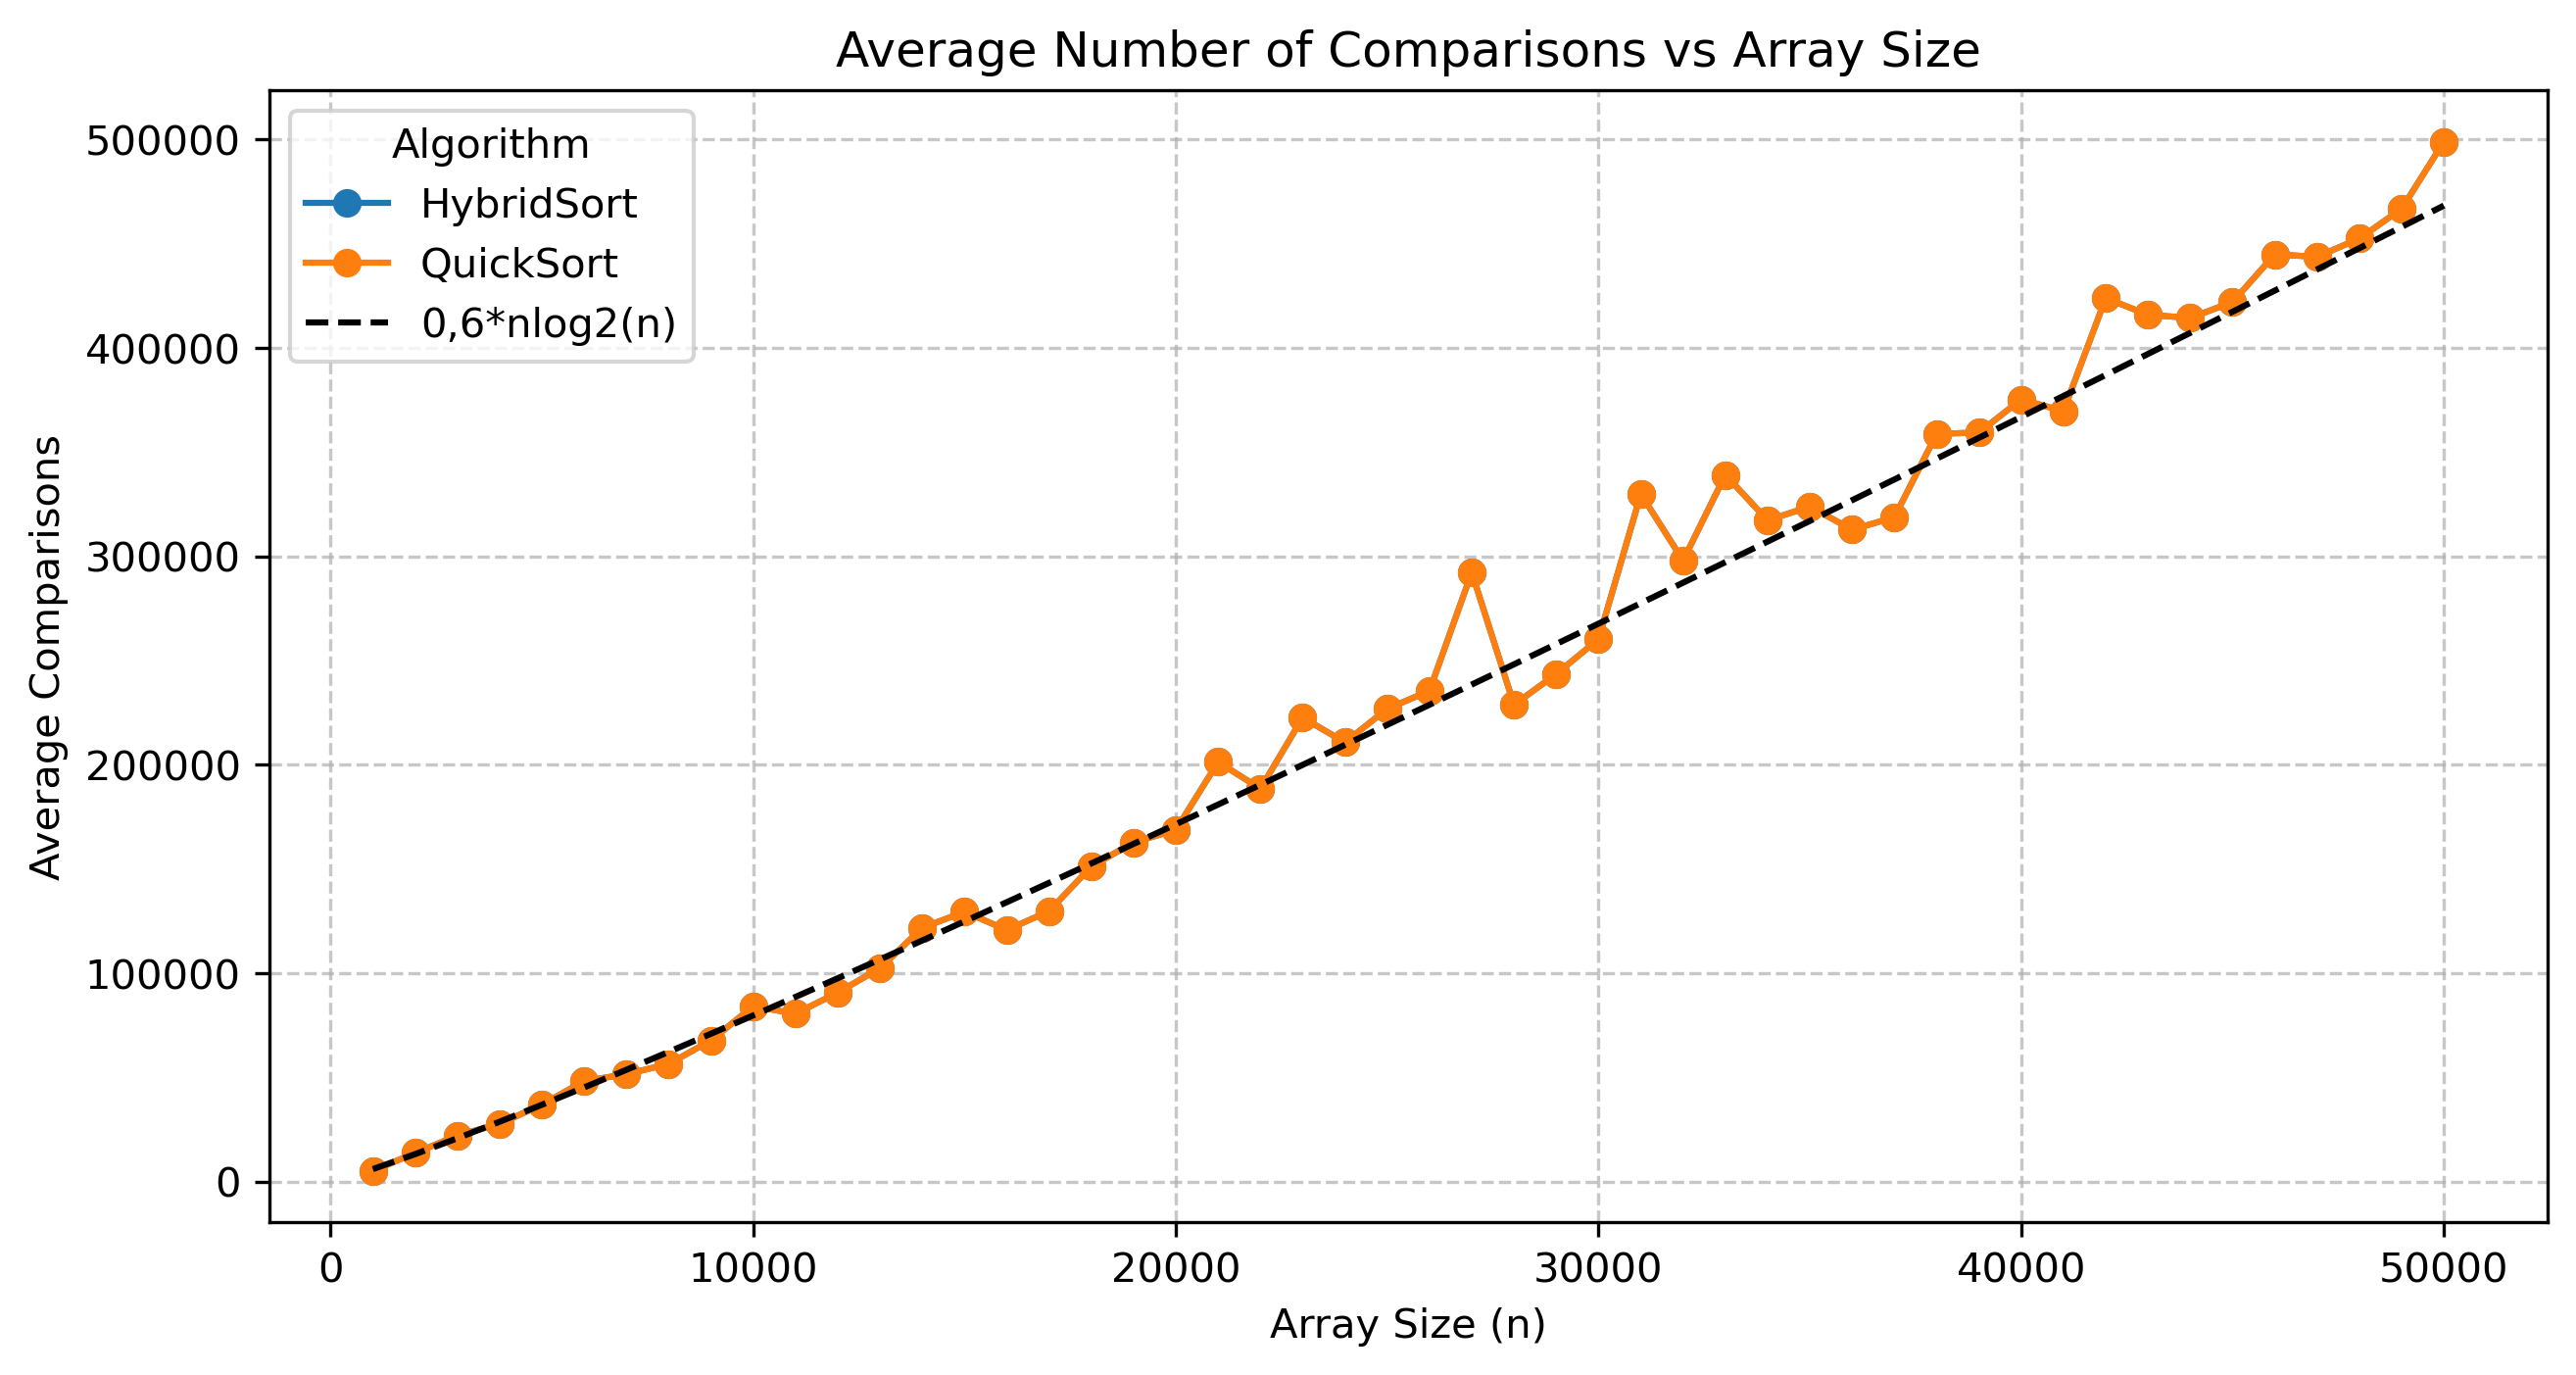 Average Number of Comparisons vs Array Size
Algorithm
HybridSort
QuickSort
0,6*nlog2(n)
Average Comparisons
500000
400000
300000
200000
100000
0
0 10000 20000 30000 40000 50000
Array Size (n)